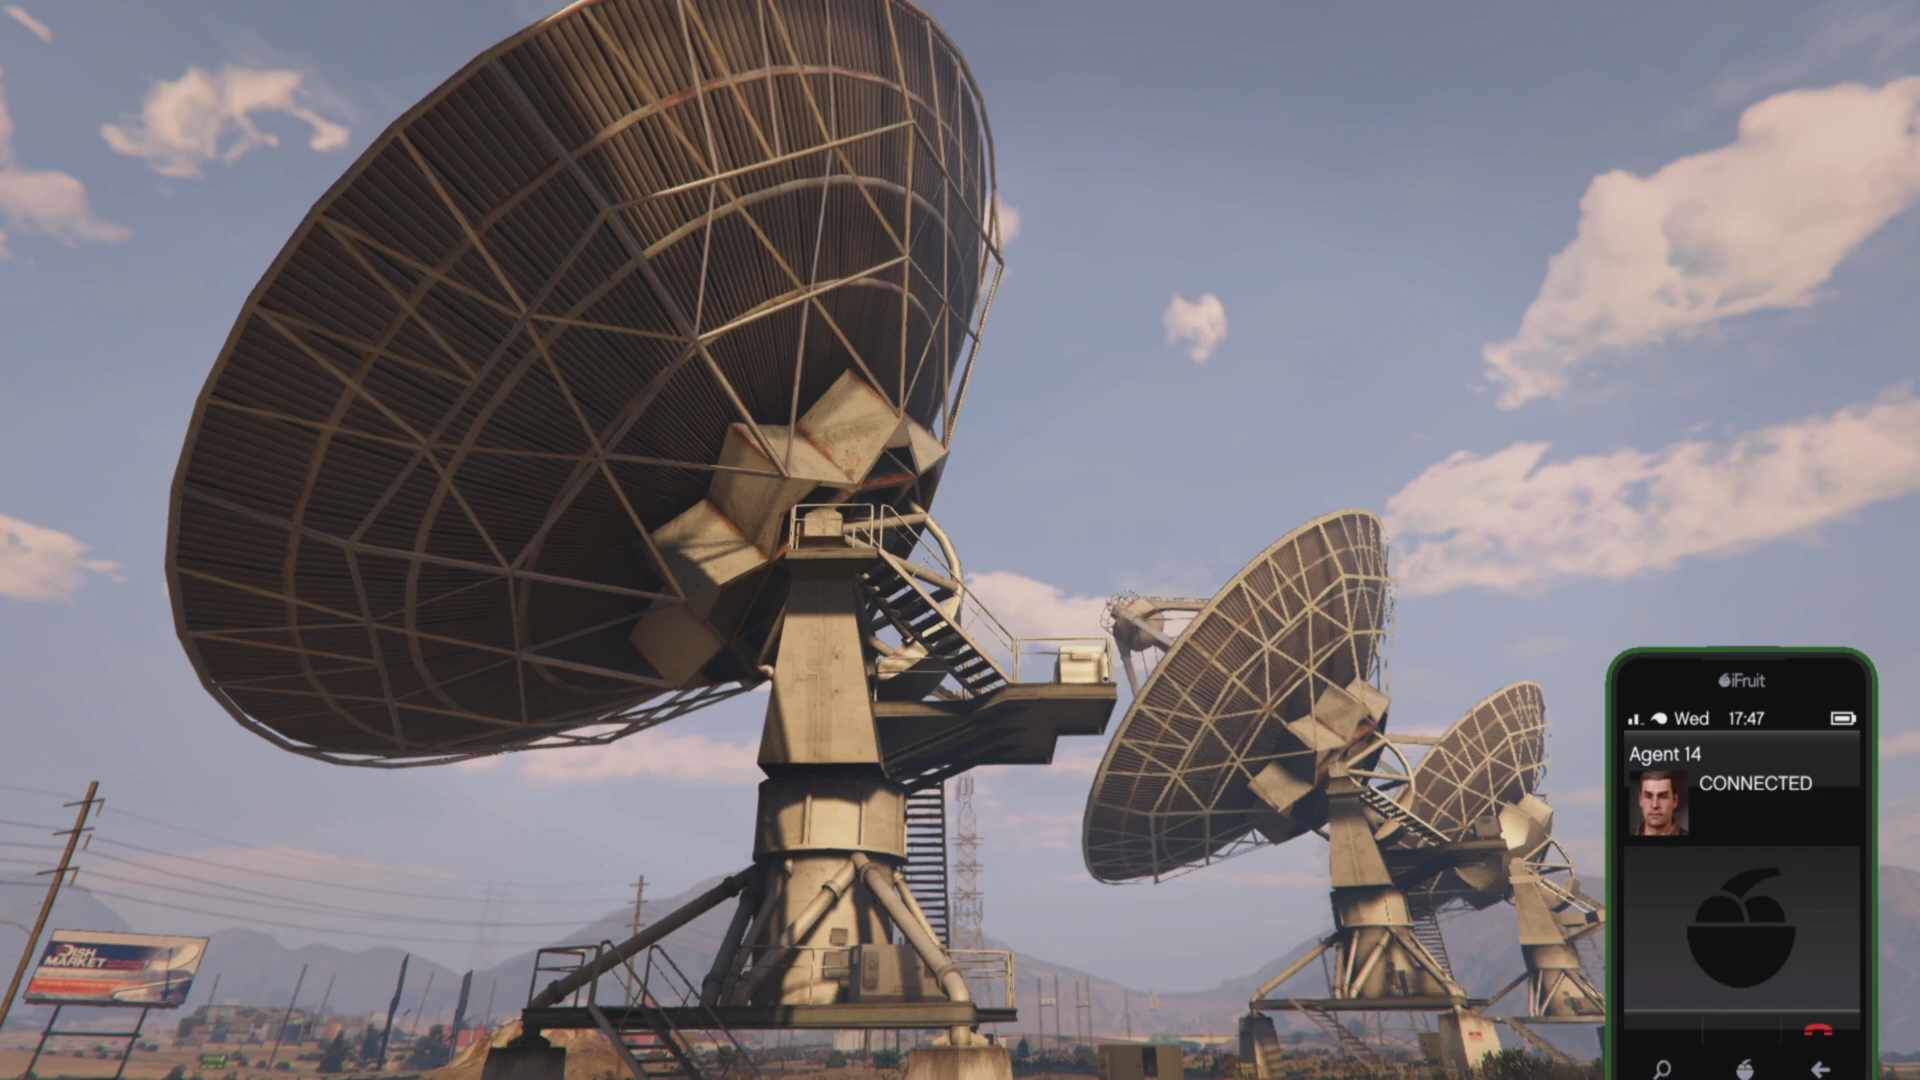 iFruit
Wed 17:47
Agent 14
CONNECTED
DISH
MARKET